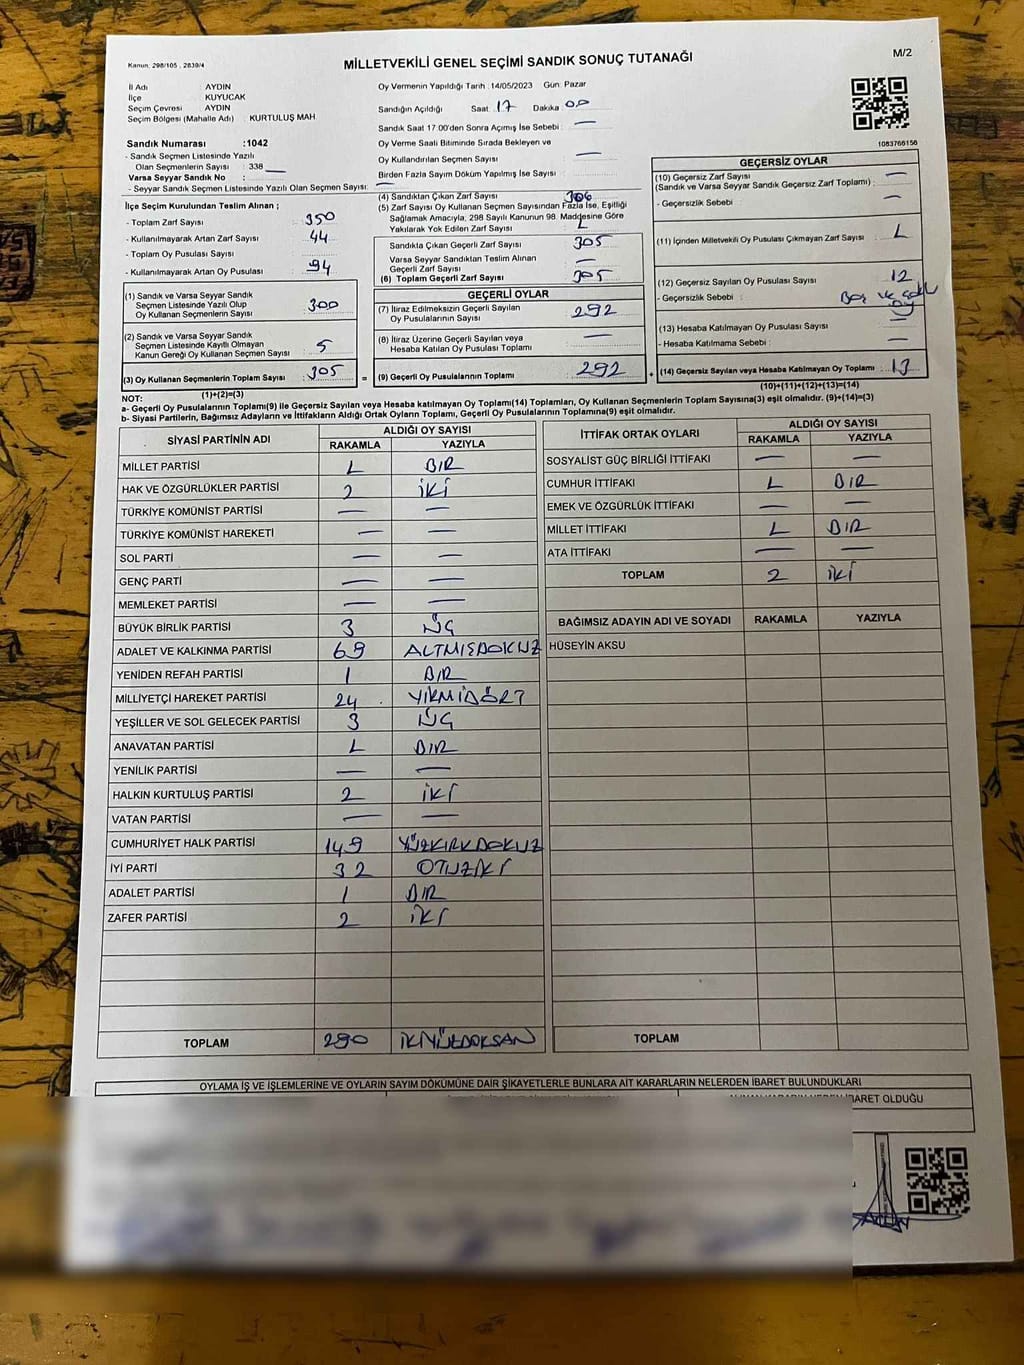 Kanun: 298/105 , 2839/4
MİLLETVEKİLİ GENEL SEÇİMİ SANDIK SONUÇ TUTANAĞI
M/2
İl Adı AYDIN
İlçe KUYUCAK
Seçim Çevresi AYDIN
Seçim Bölgesi (Mahalle Adı) : KURTULUŞ MAH.
Sandık Numarası :1042
- Sandık Seçmen Listesinde Yazılı
Olan Seçmenlerin Sayısı : 338
Varsa Seyyar Sandık No :
- Seyyar Sandık Seçmen Listesinde Yazılı Olan Seçmen Sayısı: —
Oy Vermenin Yapıldığı Tarih :14/05/2023 Gün: Pazar
Sandığın Açıldığı Saat: 17 Dakika 00
Sandık Saat 17:00'den Sonra Açımış İse Sebebi : —
Oy Verme Saati Bitiminde Sırada Bekleyen ve
Oy Kullandırılan Seçmen Sayısı —
Birden Fazla Sayım Döküm Yapılmış İse Sayısı : —
1083766156
İlçe Seçim Kurulundan Teslim Alınan ;
- Toplam Zarf Sayısı : 350
- Kullanılmayarak Artan Zarf Sayısı : 44
- Toplam Oy Pusulası Sayısı :
- Kullanılmayarak Artan Oy Pusulası : 94
(1) Sandık ve Varsa Seyyar Sandık
Seçmen Listesinde Yazılı Olup
Oy Kullanan Seçmenlerin Sayısı : 300
(2) Sandık ve Varsa Seyyar Sandık
Seçmen Listesinde Kayıtlı Olmayan
Kanun Gereği Oy Kullanan Seçmen Sayısı : 5
(3) Oy Kullanan Seçmenlerin Toplam Sayısı : 305
(1)+(2)=(3)
(4) Sandıktan Çıkan Zarf Sayısı : 306
(5) Zarf Sayısı Oy Kullanan Seçmen Sayısından Fazla İse, Eşitliği
Sağlamak Amacıyla, 298 Sayılı Kanunun 98. Maddesine Göre
Yakılarak Yok Edilen Zarf Sayısı : 1
Sandıkta Çıkan Geçerli Zarf Sayısı : 305
Varsa Seyyar Sandıktan Teslim Alınan
Geçerli Zarf Sayısı : —
(6) Toplam Geçerli Zarf Sayısı : 305
GEÇERLİ OYLAR
(7) İtiraz Edilmeksizin Geçerli Sayılan
Oy Pusulalarının Sayısı : 292
(8) İtiraz Üzerine Geçerli Sayılan veya
Hesaba Katılan Oy Pusulası Toplamı : —
= (9) Geçerli Oy Pusulalarının Toplamı : 292 +
GEÇERSİZ OYLAR
(10) Geçersiz Zarf Sayısı
(Sandık ve Varsa Seyyar Sandık Geçersiz Zarf Toplamı) : —
- Geçersizlik Sebebi : —
(11) İçinden Milletvekili Oy Pusulası Çıkmayan Zarf Sayısı : 1
(12) Geçersiz Sayılan Oy Pusulası Sayısı : 12
- Geçersizlik Sebebi : Boş ve çoklu
oy
(13) Hesaba Katılmayan Oy Pusulası Sayısı : —
- Hesaba Katılmama Sebebi : —
(14) Geçersiz Sayılan veya Hesaba Katılmayan Oy Toplamı : 13
(10)+(11)+(12)+(13)=(14)
NOT:
a- Geçerli Oy Pusulalarının Toplamı(9) ile Geçersiz Sayılan veya Hesaba katılmayan Oy Toplamı(14) Toplamları, Oy Kullanan Seçmenlerin Toplam Sayısına(3) eşit olmalıdır. (9)+(14)=(3)
b- Siyasi Partilerin, Bağımsız Adayların ve İttifakların Aldığı Ortak Oyların Toplamı, Geçerli Oy Pusulalarının Toplamına(9) eşit olmalıdır.
SİYASİ PARTİNİN ADI ALDIĞI OY SAYISI
RAKAMLA YAZIYLA
MİLLET PARTİSİ 1 BİR
HAK VE ÖZGÜRLÜKLER PARTİSİ 2 İKİ
TÜRKİYE KOMÜNİST PARTİSİ — —
TÜRKİYE KOMÜNİST HAREKETİ — —
SOL PARTİ — —
GENÇ PARTİ — —
MEMLEKET PARTİSİ — —
BÜYÜK BİRLİK PARTİSİ 3 ÜÇ
ADALET VE KALKINMA PARTİSİ 69 ALTMIŞDOKUZ
YENİDEN REFAH PARTİSİ 1 BİR
MİLLİYETÇİ HAREKET PARTİSİ 24 YİRMİDÖRT
YEŞİLLER VE SOL GELECEK PARTİSİ 3 ÜÇ
ANAVATAN PARTİSİ 1 BİR
YENİLİK PARTİSİ — —
HALKIN KURTULUŞ PARTİSİ 2 İKİ
VATAN PARTİSİ — —
CUMHURİYET HALK PARTİSİ 149 YÜZKIRKDOKUZ
İYİ PARTİ 32 OTUZİKİ
ADALET PARTİSİ 1 BİR
ZAFER PARTİSİ 2 İKİ
TOPLAM 290 İKİYÜZDOKSAN
İTTİFAK ORTAK OYLARI ALDIĞI OY SAYISI
RAKAMLA YAZIYLA
SOSYALİST GÜÇ BİRLİĞİ İTTİFAKI — —
CUMHUR İTTİFAKI 1 BİR
EMEK VE ÖZGÜRLÜK İTTİFAKI — —
MİLLET İTTİFAKI 1 BİR
ATA İTTİFAKI — —
TOPLAM 2 İKİ
BAĞIMSIZ ADAYIN ADI VE SOYADI RAKAMLA YAZIYLA
HÜSEYİN AKSU
TOPLAM
OYLAMA İŞ VE İŞLEMLERİNE VE OYLARIN SAYIM DÖKÜMÜNE DAİR ŞİKAYETLERLE BUNLARA AİT KARARLARIN NELERDEN İBARET BULUNDUKLARI
İBARET OLDUĞU